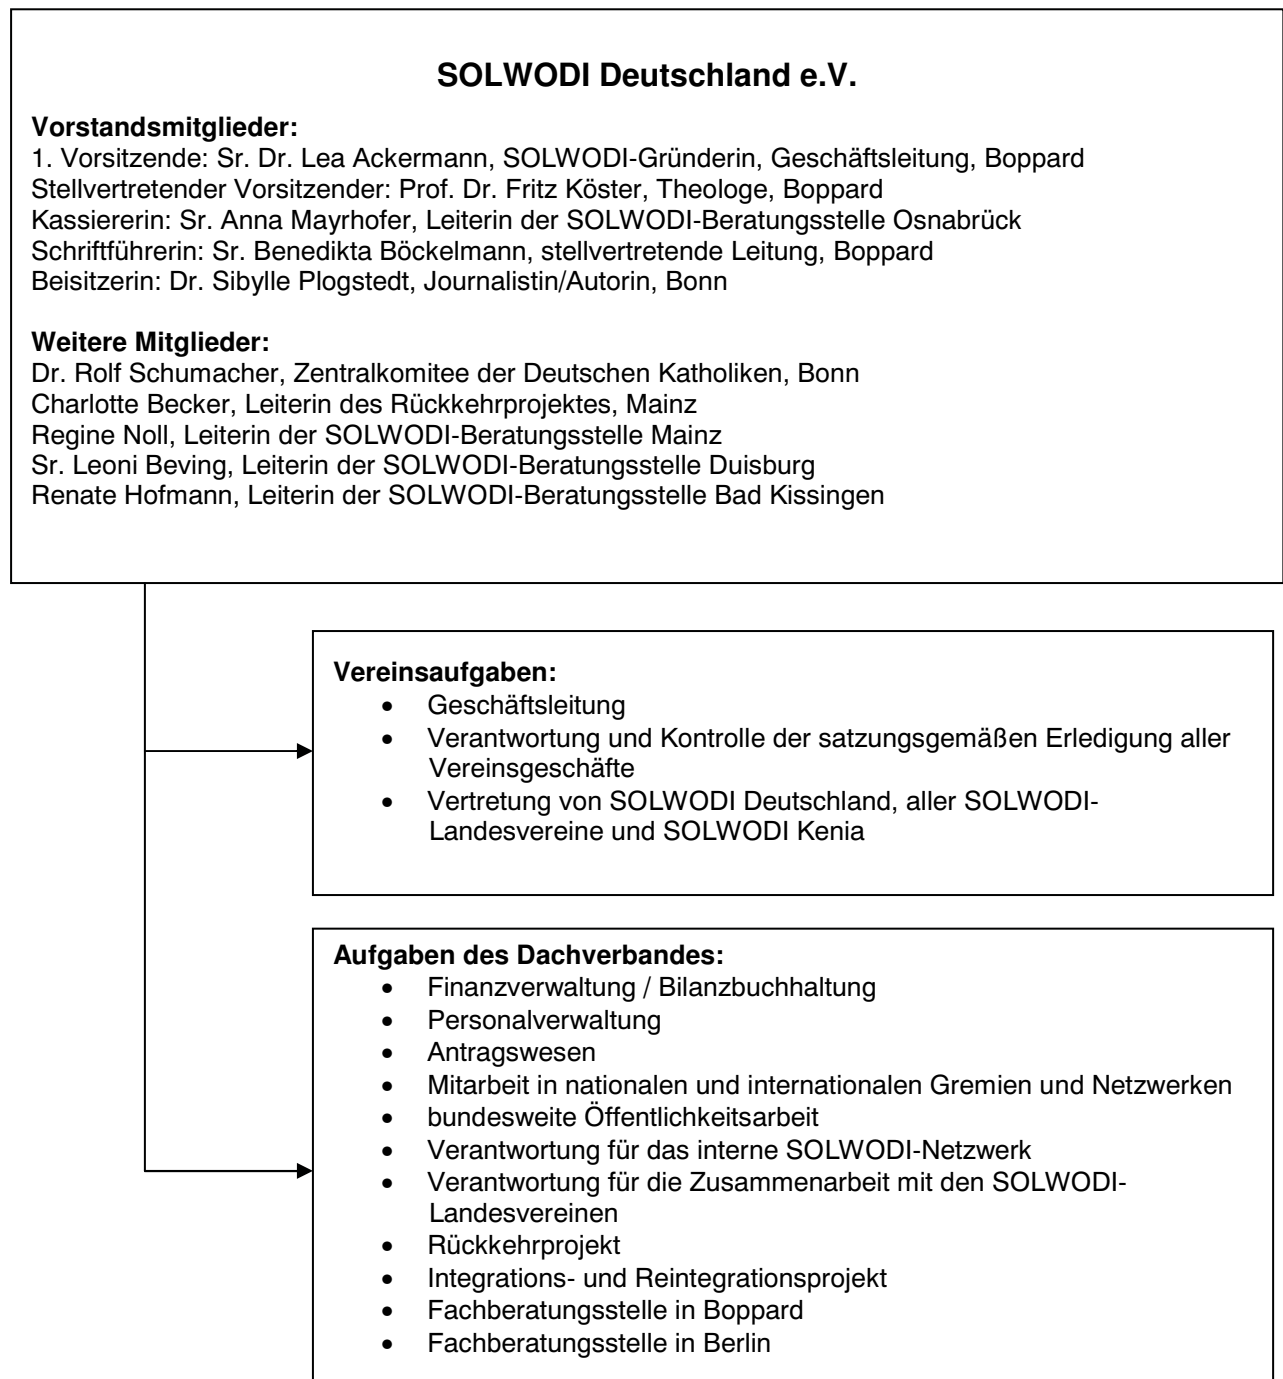 SOLWODI Deutschland e.V.
Vorstandsmitglieder:
1. Vorsitzende: Sr. Dr. Lea Ackermann, SOLWODI-Gründerin, Geschäftsleitung, Boppard
Stellvertretender Vorsitzender: Prof. Dr. Fritz Köster, Theologe, Boppard
Kassiererin: Sr. Anna Mayrhofer, Leiterin der SOLWODI-Beratungsstelle Osnabrück
Schriftführerin: Sr. Benedikta Böckelmann, stellvertretende Leitung, Boppard
Beisitzerin: Dr. Sibylle Plogstedt, Journalistin/Autorin, Bonn
Weitere Mitglieder:
Dr. Rolf Schumacher, Zentralkomitee der Deutschen Katholiken, Bonn
Charlotte Becker, Leiterin des Rückkehrprojektes, Mainz
Regine Noll, Leiterin der SOLWODI-Beratungsstelle Mainz
Sr. Leoni Beving, Leiterin der SOLWODI-Beratungsstelle Duisburg
Renate Hofmann, Leiterin der SOLWODI-Beratungsstelle Bad Kissingen
Vereinsaufgaben:
• Geschäftsleitung
• Verantwortung und Kontrolle der satzungsgemäßen Erledigung aller
Vereinsgeschäfte
• Vertretung von SOLWODI Deutschland, aller SOLWODI-
Landesvereine und SOLWODI Kenia
Aufgaben des Dachverbandes:
• Finanzverwaltung / Bilanzbuchhaltung
• Personalverwaltung
• Antragswesen
• Mitarbeit in nationalen und internationalen Gremien und Netzwerken
• bundesweite Öffentlichkeitsarbeit
• Verantwortung für das interne SOLWODI-Netzwerk
• Verantwortung für die Zusammenarbeit mit den SOLWODI-
Landesvereinen
• Rückkehrprojekt
• Integrations- und Reintegrationsprojekt
• Fachberatungsstelle in Boppard
• Fachberatungsstelle in Berlin